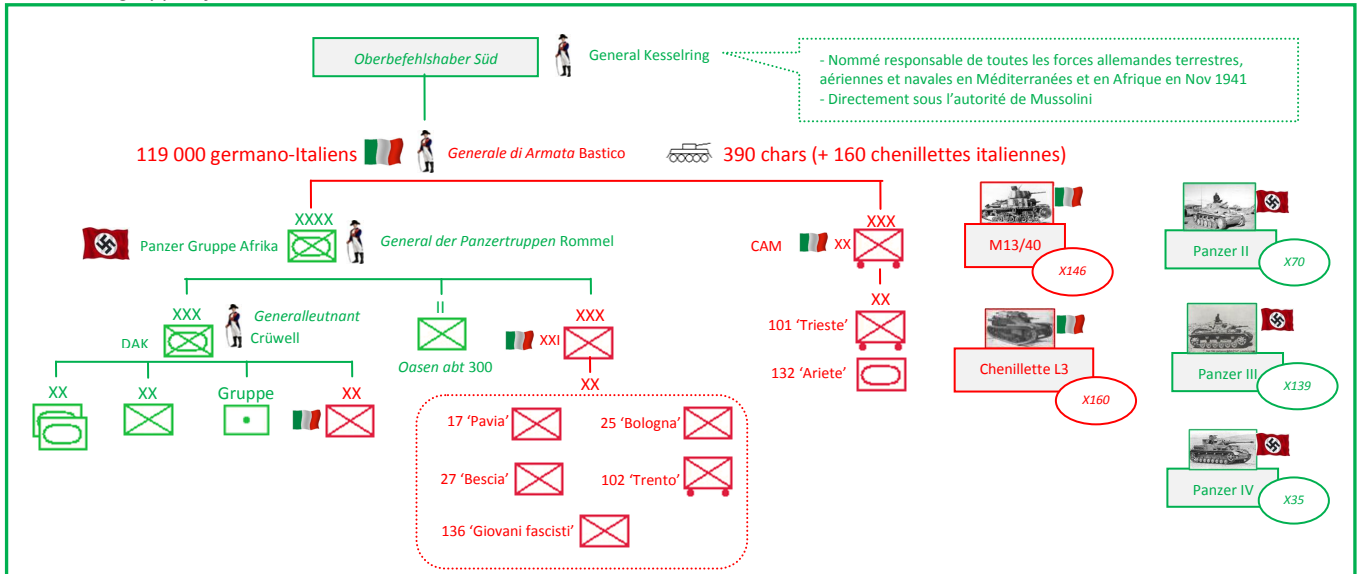 Oberbefehlshaber Süd
General Kesselring
- Nommé responsable de toutes les forces allemandes terrestres,
aériennes et navales en Méditerranées et en Afrique en Nov 1941
- Directement sous l'autorité de Mussolini
119 000 germano-Italiens
Generale di Armata Bastico
390 chars (+ 160 chenillettes italiennes)
XXXX
Panzer Gruppe Afrika
General der Panzertruppen Rommel
XXX
CAM
XX
M13/40
X146
Panzer II
X70
XXX
DAK
Generalleutnant
Crüwell
II
Oasen abt 300
XXX
XXI
XX
XX
101 'Trieste'
132 'Ariete'
Chenillette L3
X160
Panzer III
X139
XX
XX
Gruppe
XX
17 'Pavia'
25 'Bologna'
27 'Bescia'
102 'Trento'
136 'Giovani fascisti'
Panzer IV
X35